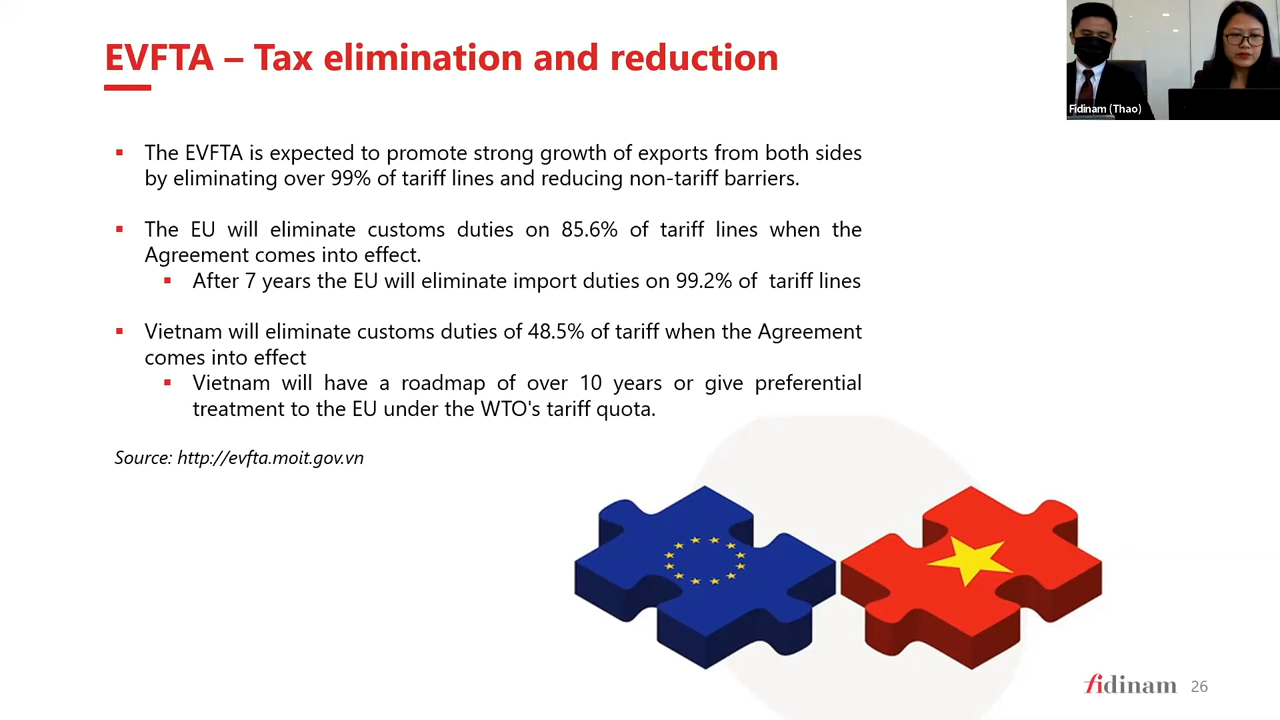 EVFTA – Tax elimination and reduction
Fidinam (Thao)
▪ The EVFTA is expected to promote strong growth of exports from both sides
by eliminating over 99% of tariff lines and reducing non-tariff barriers.
▪ The EU will eliminate customs duties on 85.6% of tariff lines when the
Agreement comes into effect.
▪ After 7 years the EU will eliminate import duties on 99.2% of  tariff lines
▪ Vietnam will eliminate customs duties of 48.5% of tariff when the Agreement
comes into effect
▪ Vietnam will have a roadmap of over 10 years or give preferential
treatment to the EU under the WTO's tariff quota.
Source: http://evfta.moit.gov.vn
fidinam 26